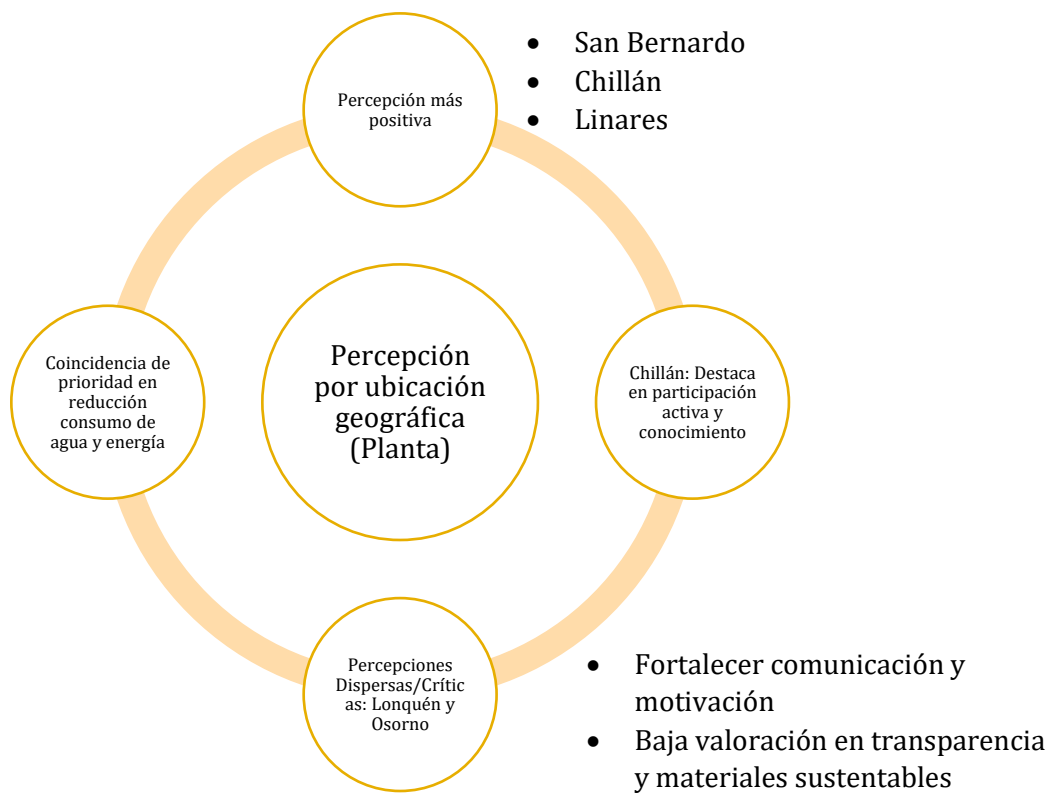 Percepción más
positiva
• San Bernardo
• Chillán
• Linares
Coincidencia de
prioridad en
reducción
consumo de
agua y energía
Percepción
por ubicación
geográfica
(Planta)
Chillán: Destaca
en participación
activa y
conocimiento
Percepciones
Dispersas/Crític
as: Lonquén y
Osorno
• Fortalecer comunicación y
motivación
• Baja valoración en transparencia
y materiales sustentables